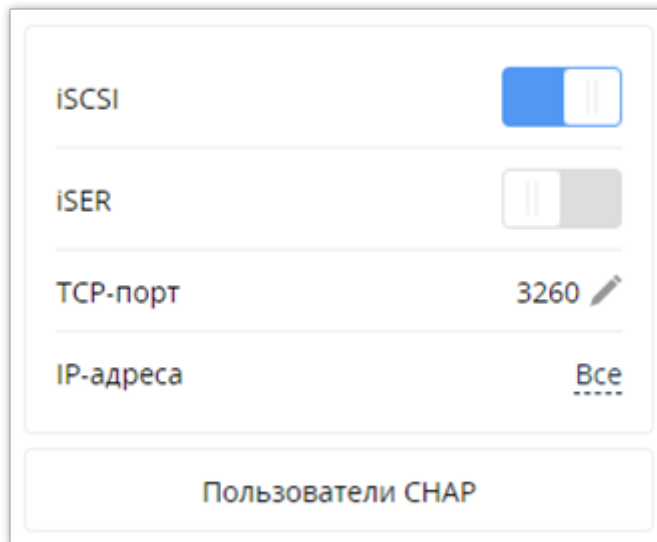 iSCSI
iSER
TCP-порт 3260
IP-адреса Все
Пользователи CHAP